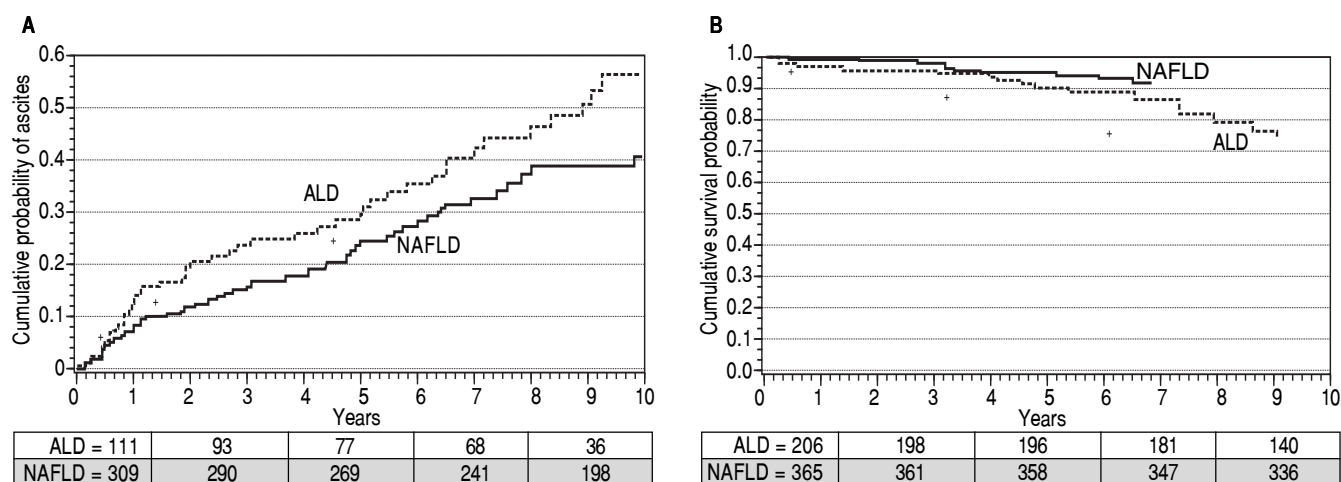 A
Cumulative probability of ascites
0.6
0.5
0.4
0.3
0.2
0.1
0
ALD
NAFLD
0 1 2 3 4 5 6 7 8 9 10
Years
ALD = 111 93 77 68 36
NAFLD = 309 290 269 241 198
B
Cumulative survival probability
1.0
0.9
0.8
0.7
0.6
0.5
0.4
0.3
0.2
0.1
0.0
NAFLD
ALD
0 1 2 3 4 5 6 7 8 9 10
Years
ALD = 206 198 196 181 140
NAFLD = 365 361 358 347 336